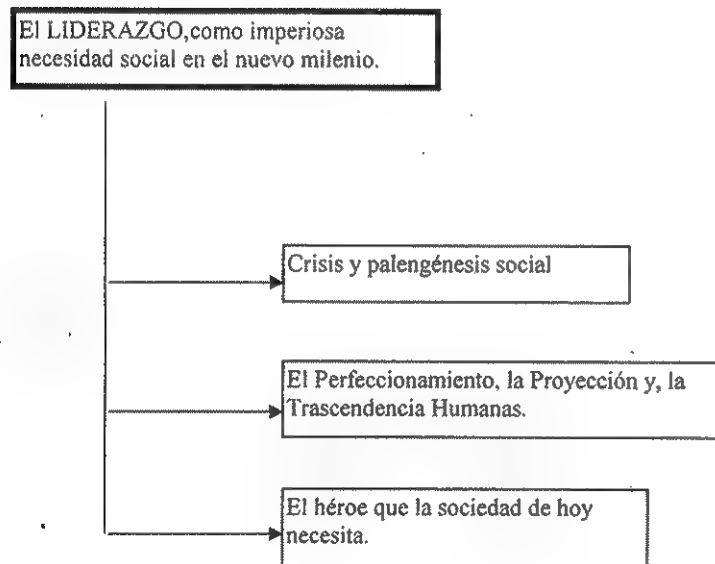 El LIDERAZGO,como imperiosa
necesidad social en el nuevo milenio.
Crisis y palengénesis social
El Perfeccionamiento, la Proyección y, la
Trascendencia Humanas.
El héroe que la sociedad de hoy
necesita.